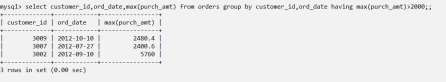 mysql> select customer_id,ord_date,max(purch_amt) From orders group by customer_id,ord_date having max(purch_amt)>2000;;
+-------------+------------+----------------+
| customer_id | ord_date | max(purch_amt) |
+-------------+------------+----------------+
| 3009 | 2012-10-10 | 2480.4 |
| 3007 | 2012-07-27 | 2400.6 |
| 3002 | 2012-09-10 | 5760 |
+-------------+------------+----------------+
3 rows in set (0.00 sec)